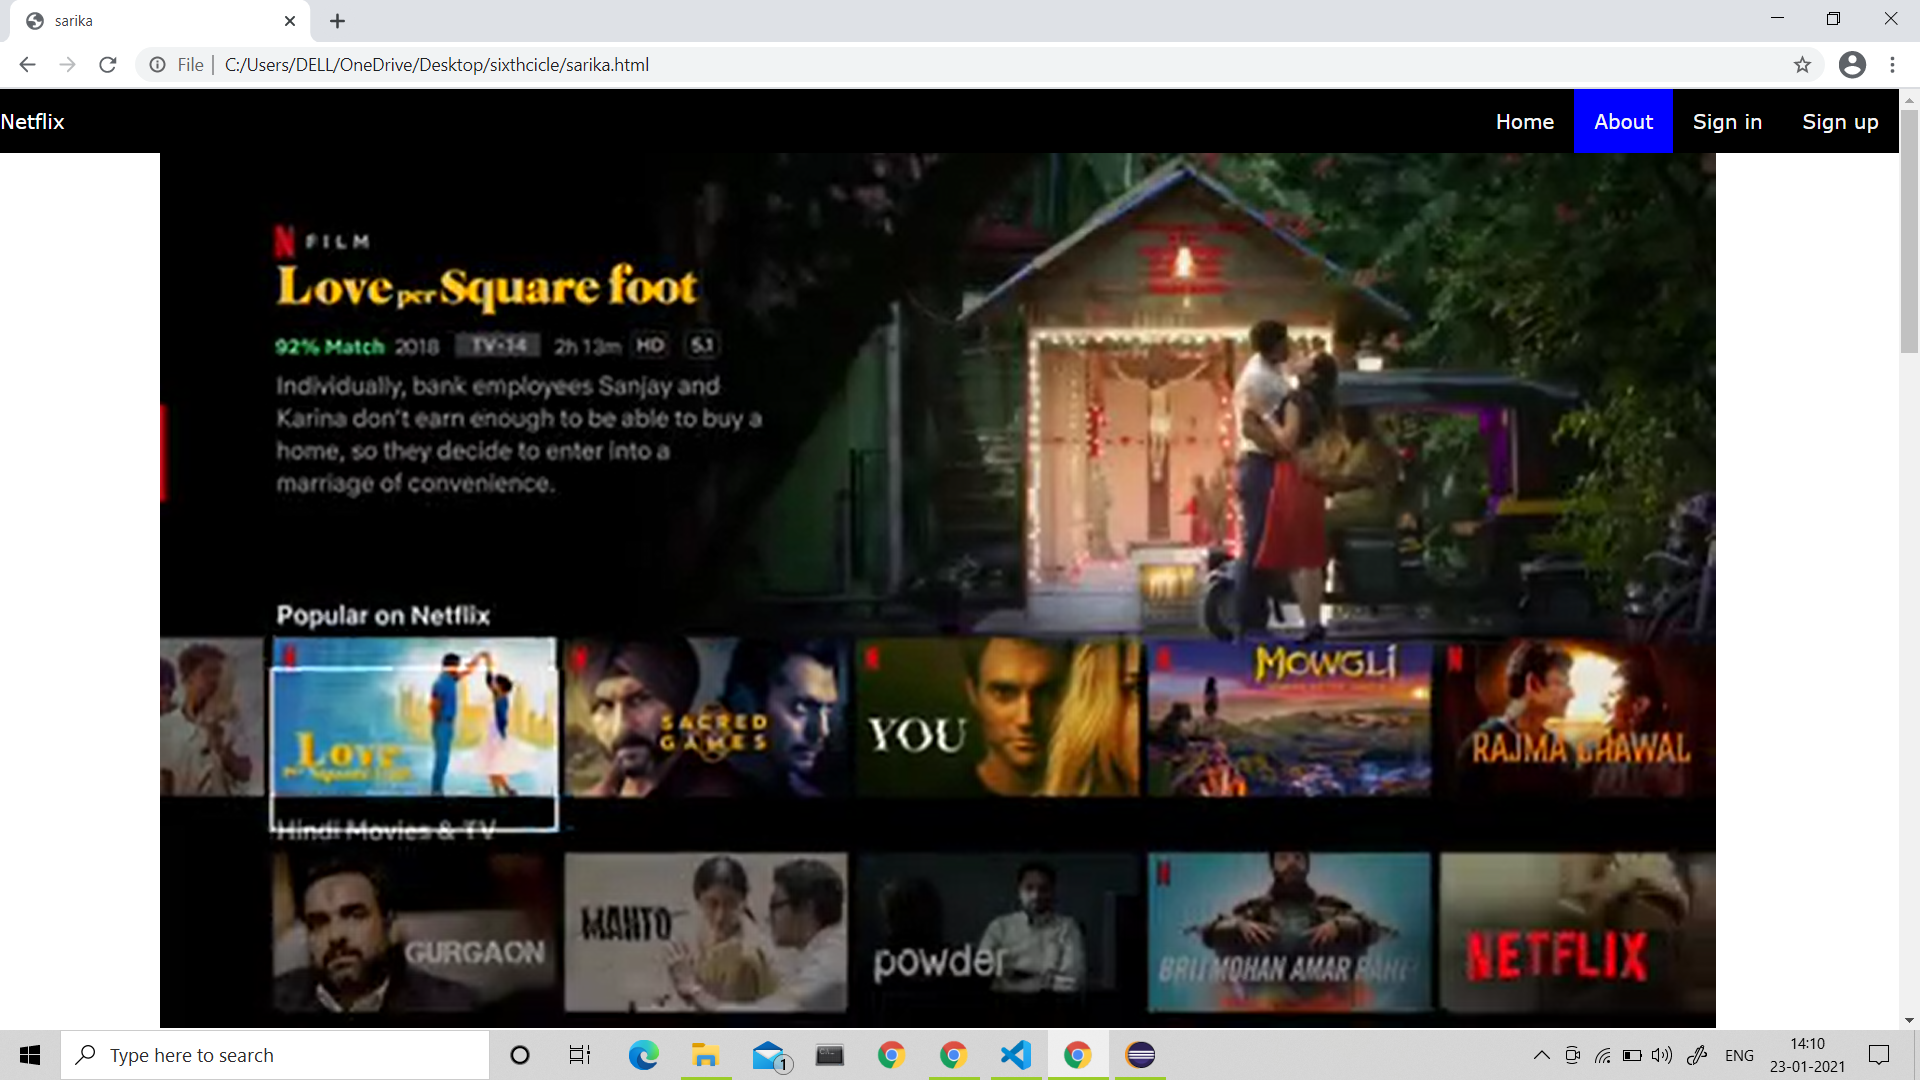 sarika
File
C:/Users/DELL/OneDrive/Desktop/sixthcicle/sarika.html
Netflix
Home
About
Sign in
Sign up
N FILM
Love per Square foot
92% Match 2018 TV-14 2h 13m HD 5.1
Individually, bank employees Sanjay and
Karina don't earn enough to be able to buy a
home, so they decide to enter into a
marriage of convenience.
Popular on Netflix
Love
per Square foot
SACRED
GAMES
YOU
MOWGLI
RAJMA CHAWAL
Hindi Movies & TV
GURGAON
MANTO
powder
BRIJ MOHAN AMAR RAHE
NETFLIX
Type here to search
1
ENG
14:10
23-01-2021